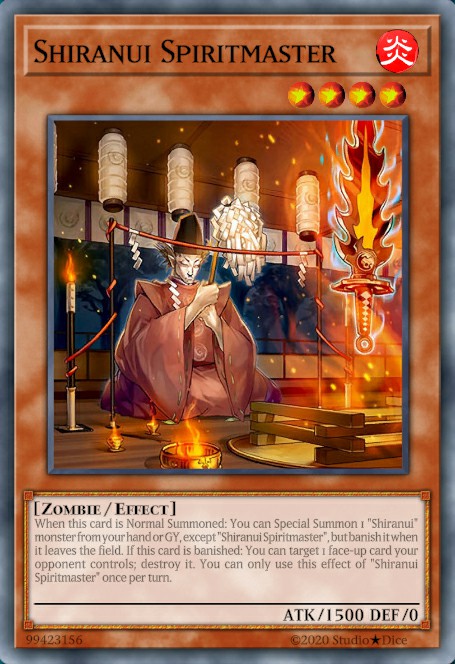 Shiranui Spiritmaster
炎
[Zombie/Effect]
When this card is Normal Summoned: You can Special Summon 1 "Shiranui"
monster from your hand or GY, except "Shiranui Spiritmaster", but banish it when
it leaves the field. If this card is banished: You can target 1 face-up card your
opponent controls; destroy it. You can only use this effect of "Shiranui
Spiritmaster" once per turn.
ATK/1500 DEF/0
99423156 ©2020 Studio★Dice